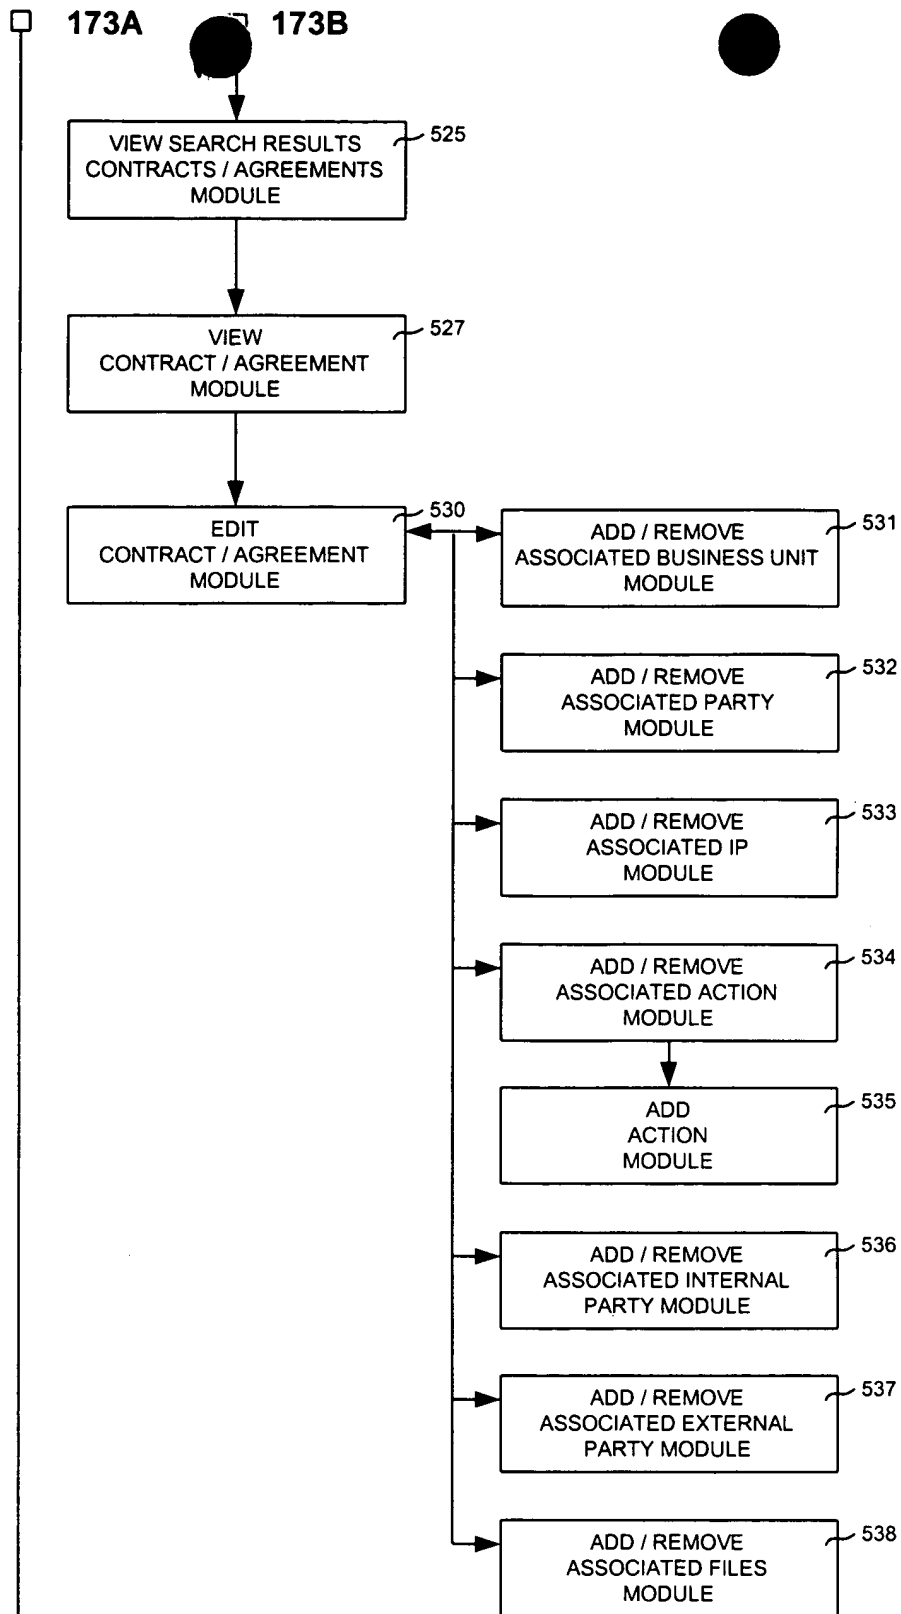 173A 173B
VIEW SEARCH RESULTS
CONTRACTS / AGREEMENTS
MODULE
525
VIEW
CONTRACT / AGREEMENT
MODULE
527
EDIT
CONTRACT / AGREEMENT
MODULE
530
ADD / REMOVE
ASSOCIATED BUSINESS UNIT
MODULE
531
ADD / REMOVE
ASSOCIATED PARTY
MODULE
532
ADD / REMOVE
ASSOCIATED IP
MODULE
533
ADD / REMOVE
ASSOCIATED ACTION
MODULE
534
ADD
ACTION
MODULE
535
ADD / REMOVE
ASSOCIATED INTERNAL
PARTY MODULE
536
ADD / REMOVE
ASSOCIATED EXTERNAL
PARTY MODULE
537
ADD / REMOVE
ASSOCIATED FILES
MODULE
538